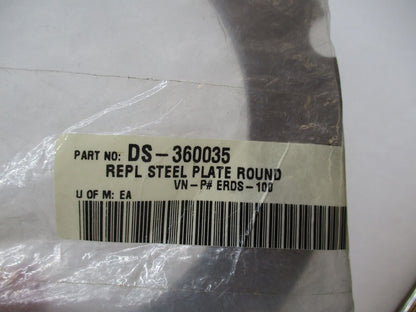 PART NO: DS-360035
REPL STEEL PLATE ROUND
VN-P# ERDS-100
U OF M: EA